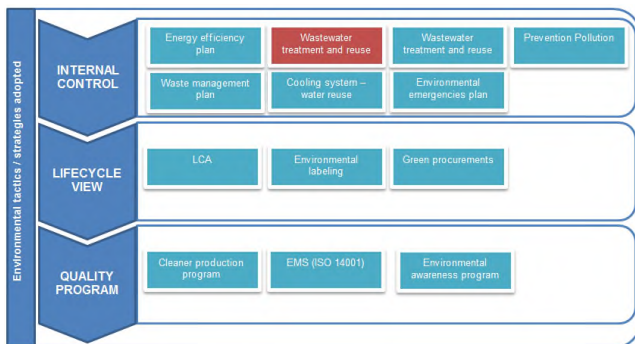 Environmental tactics / strategies adopted
INTERNAL
CONTROL
Energy efficiency
plan
Wastewater
treatment and reuse
Wastewater
treatment and reuse
Prevention Pollution
Waste management
plan
Cooling system –
water reuse
Environmental
emergencies plan
LIFECYCLE
VIEW
LCA
Environmental
labeling
Green procurements
QUALITY
PROGRAM
Cleaner production
program
EMS (ISO 14001)
Environmental
awareness program